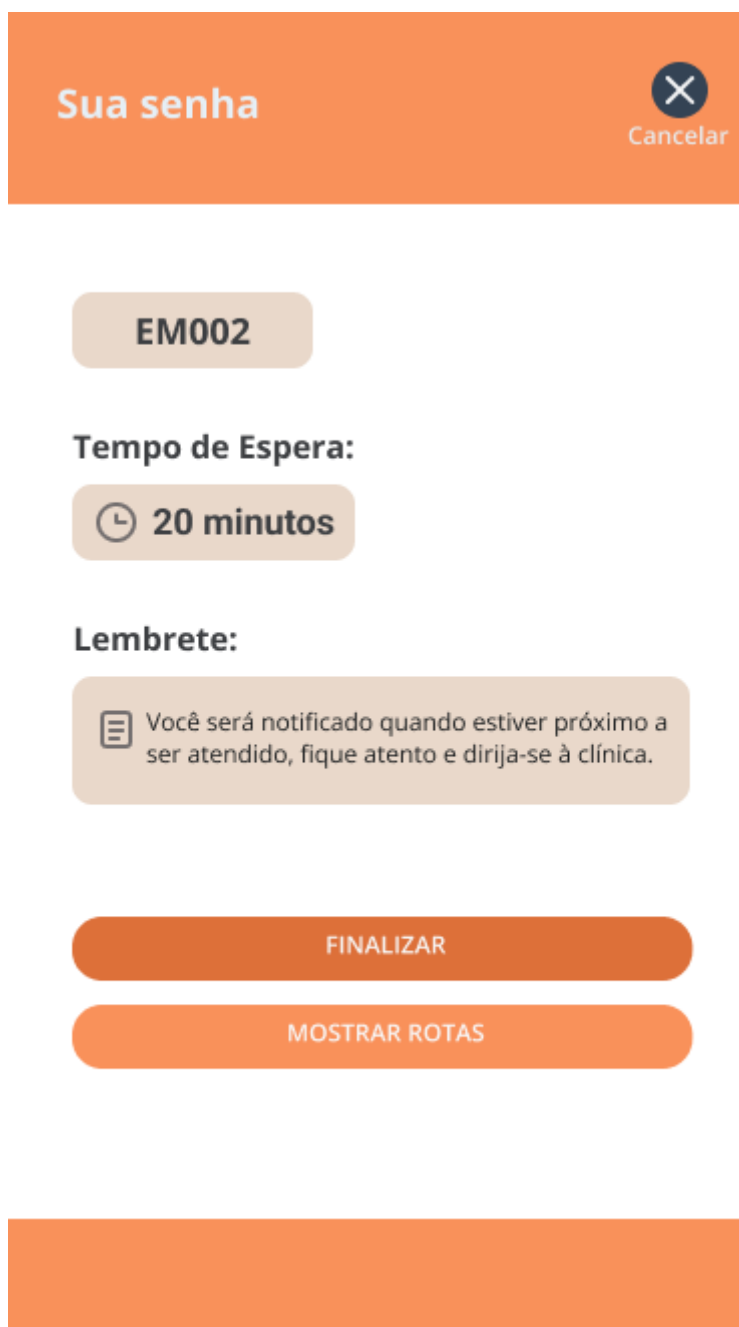 Sua senha
Cancelar
EM002
Tempo de Espera:
20 minutos
Lembrete:
Você será notificado quando estiver próximo a
ser atendido, fique atento e dirija-se à clínica.
FINALIZAR
MOSTRAR ROTAS